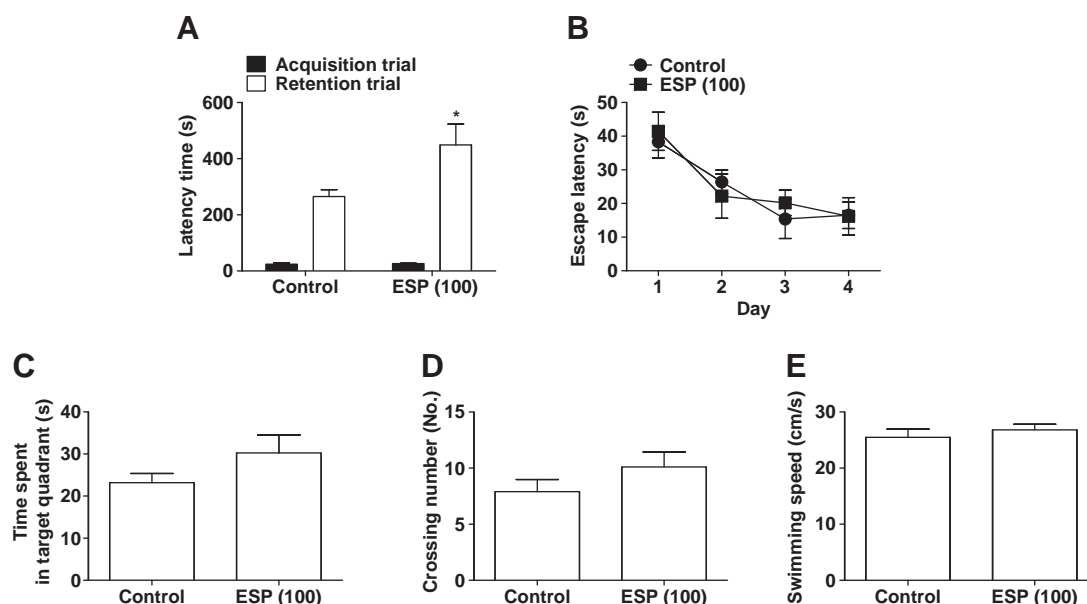 A
Acquisition trial
Retention trial
Latency time (s)
600
400
200
0
*
Control
ESP (100)
B
Control
ESP (100)
Escape latency (s)
50
40
30
20
10
0
1
2
3
4
Day
C
Time spent
in target quadrant (s)
40
30
20
10
0
Control
ESP (100)
D
Crossing number (No.)
15
10
5
0
Control
ESP (100)
E
Swimming speed (cm/s)
30
20
10
0
Control
ESP (100)